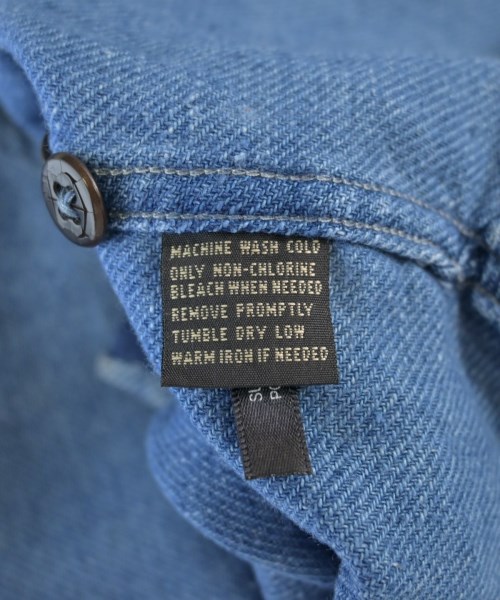 MACHINE WASH COLD
ONLY NON-CHLORINE
BLEACH WHEN NEEDED
REMOVE PROMPTLY
TUMBLE DRY LOW
WARM IRON IF NEEDED